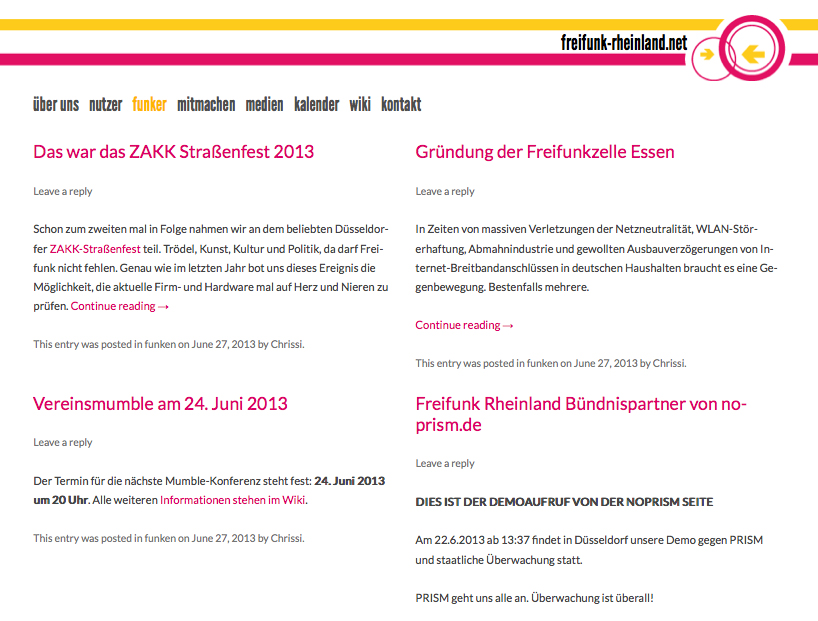 freifunk-rheinland.net
über uns nutzer funker mitmachen medien kalender wiki kontakt
Das war das ZAKK Straßenfest 2013
Leave a reply
Schon zum zweiten mal in Folge nahmen wir an dem beliebten Düsseldor-
fer ZAKK-Straßenfest teil. Trödel, Kunst, Kultur und Politik, da darf Frei-
funk nicht fehlen. Genau wie im letzten Jahr bot uns dieses Ereignis die
Möglichkeit, die aktuelle Firm- und Hardware mal auf Herz und Nieren zu
prüfen. Continue reading →
This entry was posted in funken on June 27, 2013 by Chrissi.
Gründung der Freifunkzelle Essen
Leave a reply
In Zeiten von massiven Verletzungen der Netzneutralität, WLAN-Stör-
erhaftung, Abmahnindustrie und gewollten Ausbauverzögerungen von In-
ternet-Breitbandanschlüssen in deutschen Haushalten braucht es eine Ge-
genbewegung. Bestenfalls mehrere.
Continue reading →
This entry was posted in funken on June 27, 2013 by Chrissi.
Vereinsmumble am 24. Juni 2013
Leave a reply
Der Termin für die nächste Mumble-Konferenz steht fest: 24. Juni 2013
um 20 Uhr. Alle weiteren Informationen stehen im Wiki.
This entry was posted in funken on June 27, 2013 by Chrissi.
Freifunk Rheinland Bündnispartner von no-
prism.de
Leave a reply
DIES IST DER DEMOAUFRUF VON DER NOPRISM SEITE
Am 22.6.2013 ab 13:37 findet in Düsseldorf unsere Demo gegen PRISM
und staatliche Überwachung statt.
PRISM geht uns alle an. Überwachung ist überall!